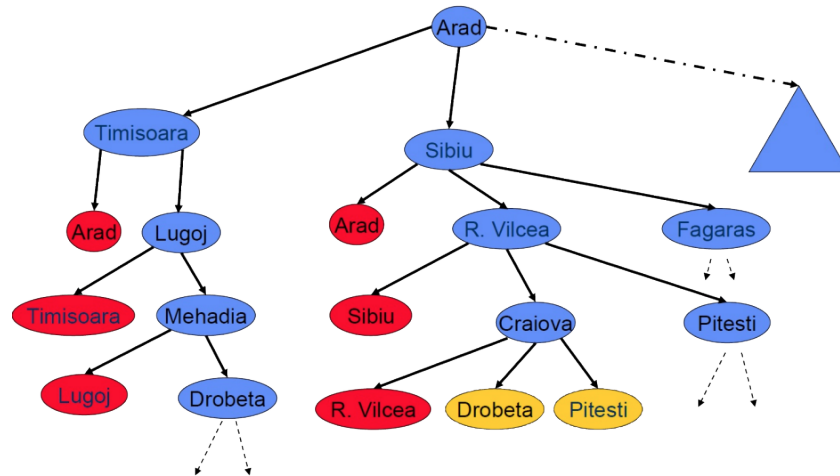 Arad
Timisoara
Sibiu
Arad
Lugoj
Arad
R. Vilcea
Fagaras
Timisoara
Mehadia
Sibiu
Craiova
Pitesti
Lugoj
Drobeta
R. Vilcea
Drobeta
Pitesti